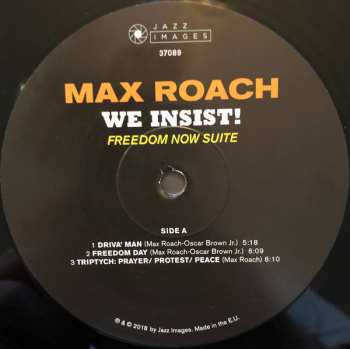 JAZZ
IMAGES
37089
MAX ROACH
WE INSIST!
FREEDOM NOW SUITE
SIDE A
1 DRIVA' MAN (Max Roach-Oscar Brown Jr.) 5:18
2 FREEDOM DAY (Max Roach-Oscar Brown Jr.) 6:09
3 TRIPTYCH: PRAYER/ PROTEST/ PEACE (Max Roach) 8:10
℗ & © 2018 by Jazz Images. Made in the E.U.